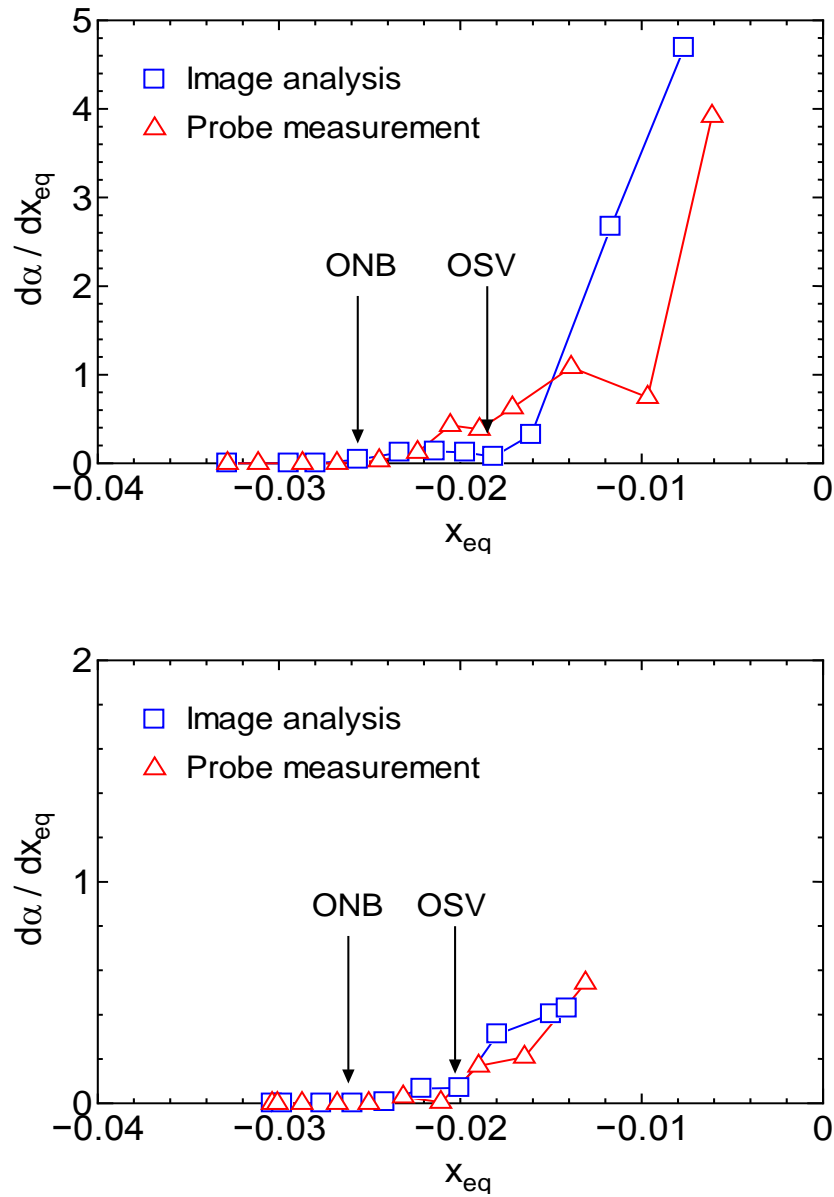 5
Image analysis
Probe measurement
4
3
dα / dx_eq
ONB
OSV
2
1
0
−0.04
−0.03
−0.02
−0.01
0
x_eq
2
Image analysis
Probe measurement
dα / dx_eq
1
ONB
OSV
0
−0.04
−0.03
−0.02
−0.01
0
x_eq